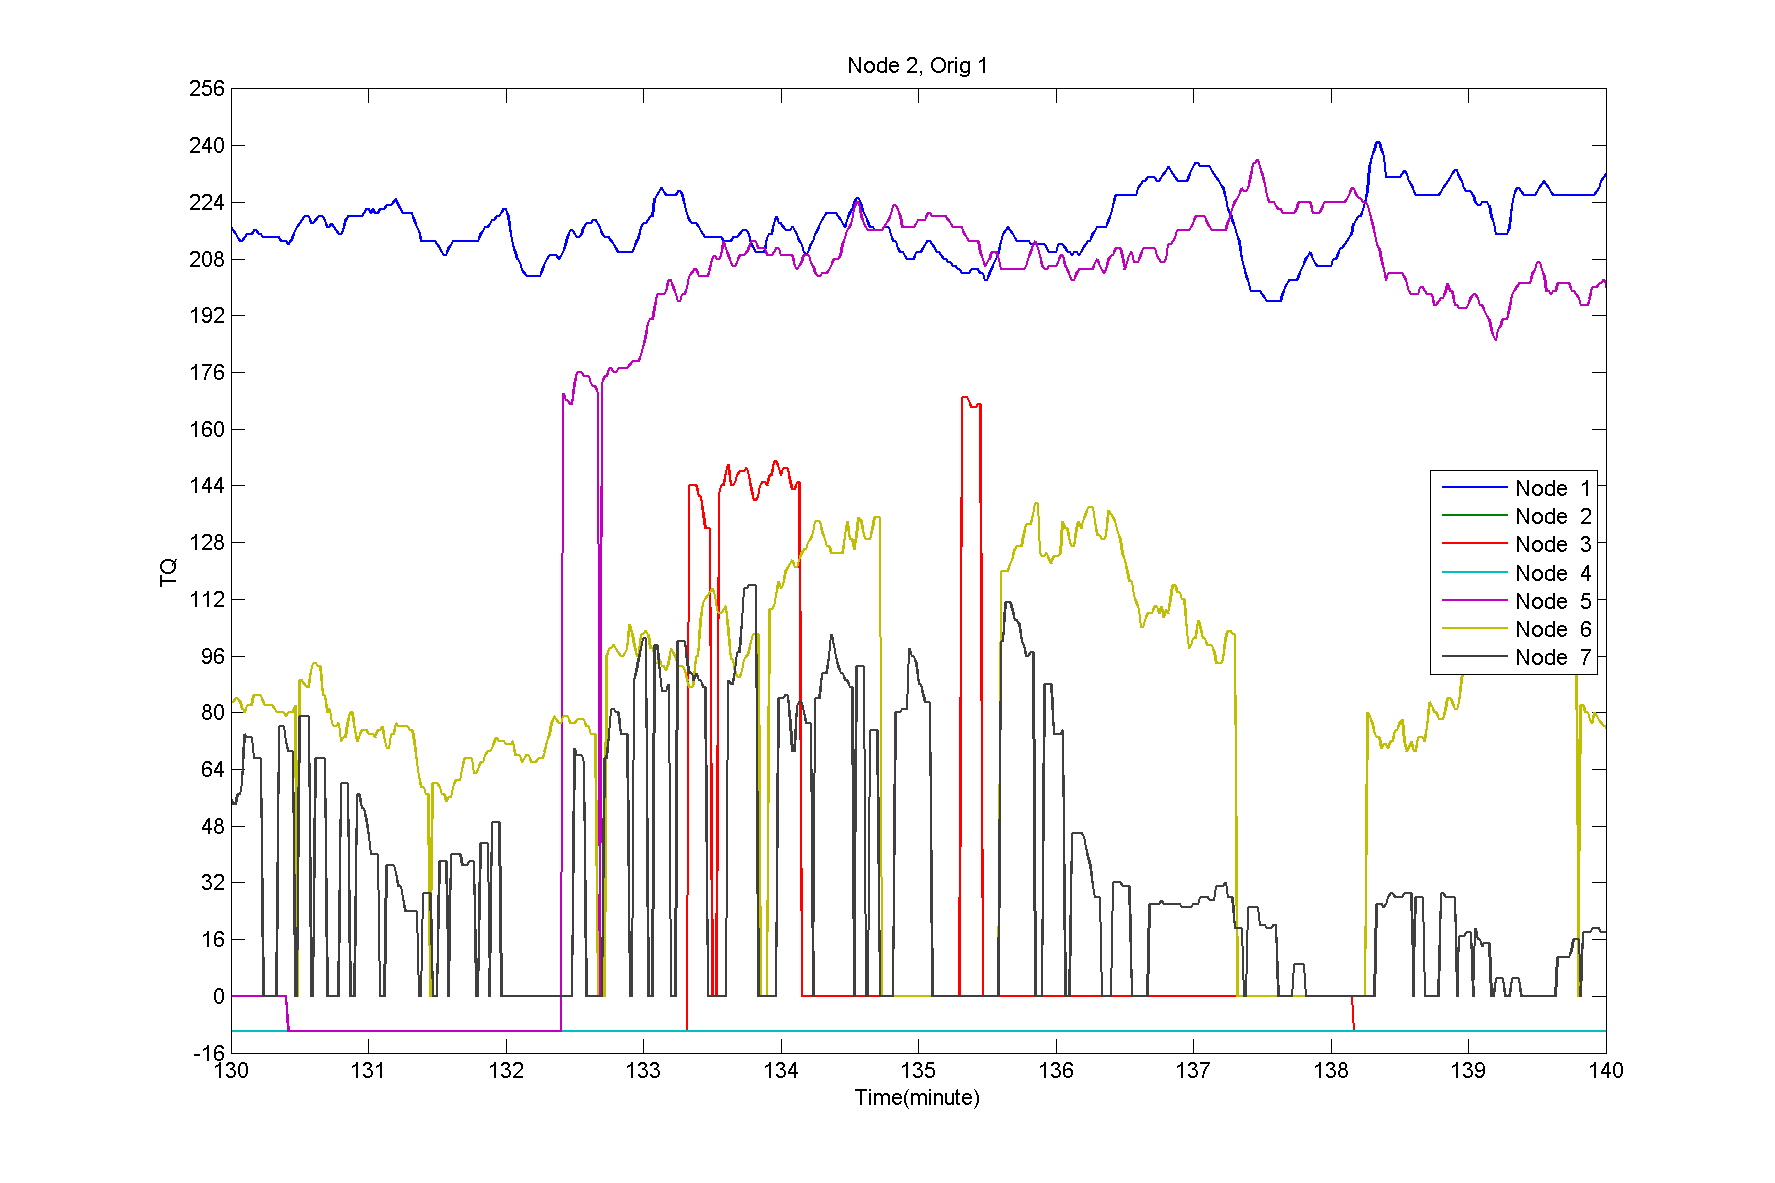 Node 2, Orig 1
256
240
224
208
192
176
160
144
128
112
96
80
64
48
32
16
0
-16
TQ
Node 1
Node 2
Node 3
Node 4
Node 5
Node 6
Node 7
130 131 132 133 134 135 136 137 138 139 140
Time(minute)